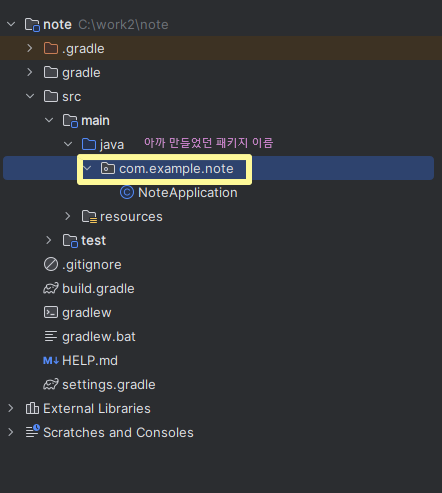 note C:\work2\note
.gradle
gradle
src
main
java 아까 만들었던 패키지 이름
com.example.note
C NoteApplication
resources
test
.gitignore
build.gradle
gradlew
gradlew.bat
M↓ HELP.md
settings.gradle
External Libraries
Scratches and Consoles